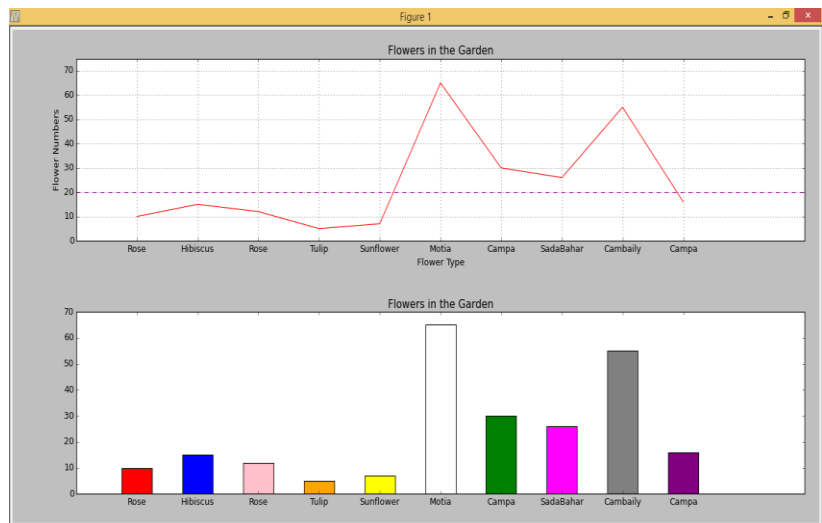 Figure 1
Flowers in the Garden
70
60
50
40
30
20
10
0
Flower Numbers
Rose Hibiscus Rose Tulip Sunflower Motia Campa SadaBahar Cambaily Campa
Flower Type
Flowers in the Garden
70
60
50
40
30
20
10
0
Rose Hibiscus Rose Tulip Sunflower Motia Campa SadaBahar Cambaily Campa